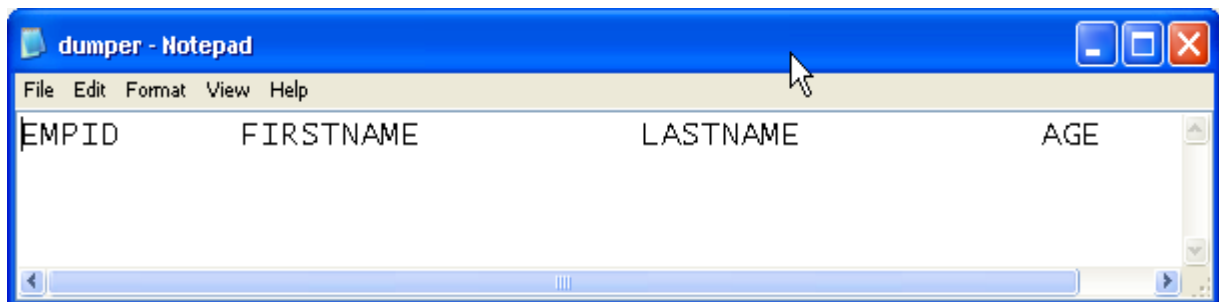 dumper - Notepad
File Edit Format View Help
EMPID FIRSTNAME LASTNAME AGE